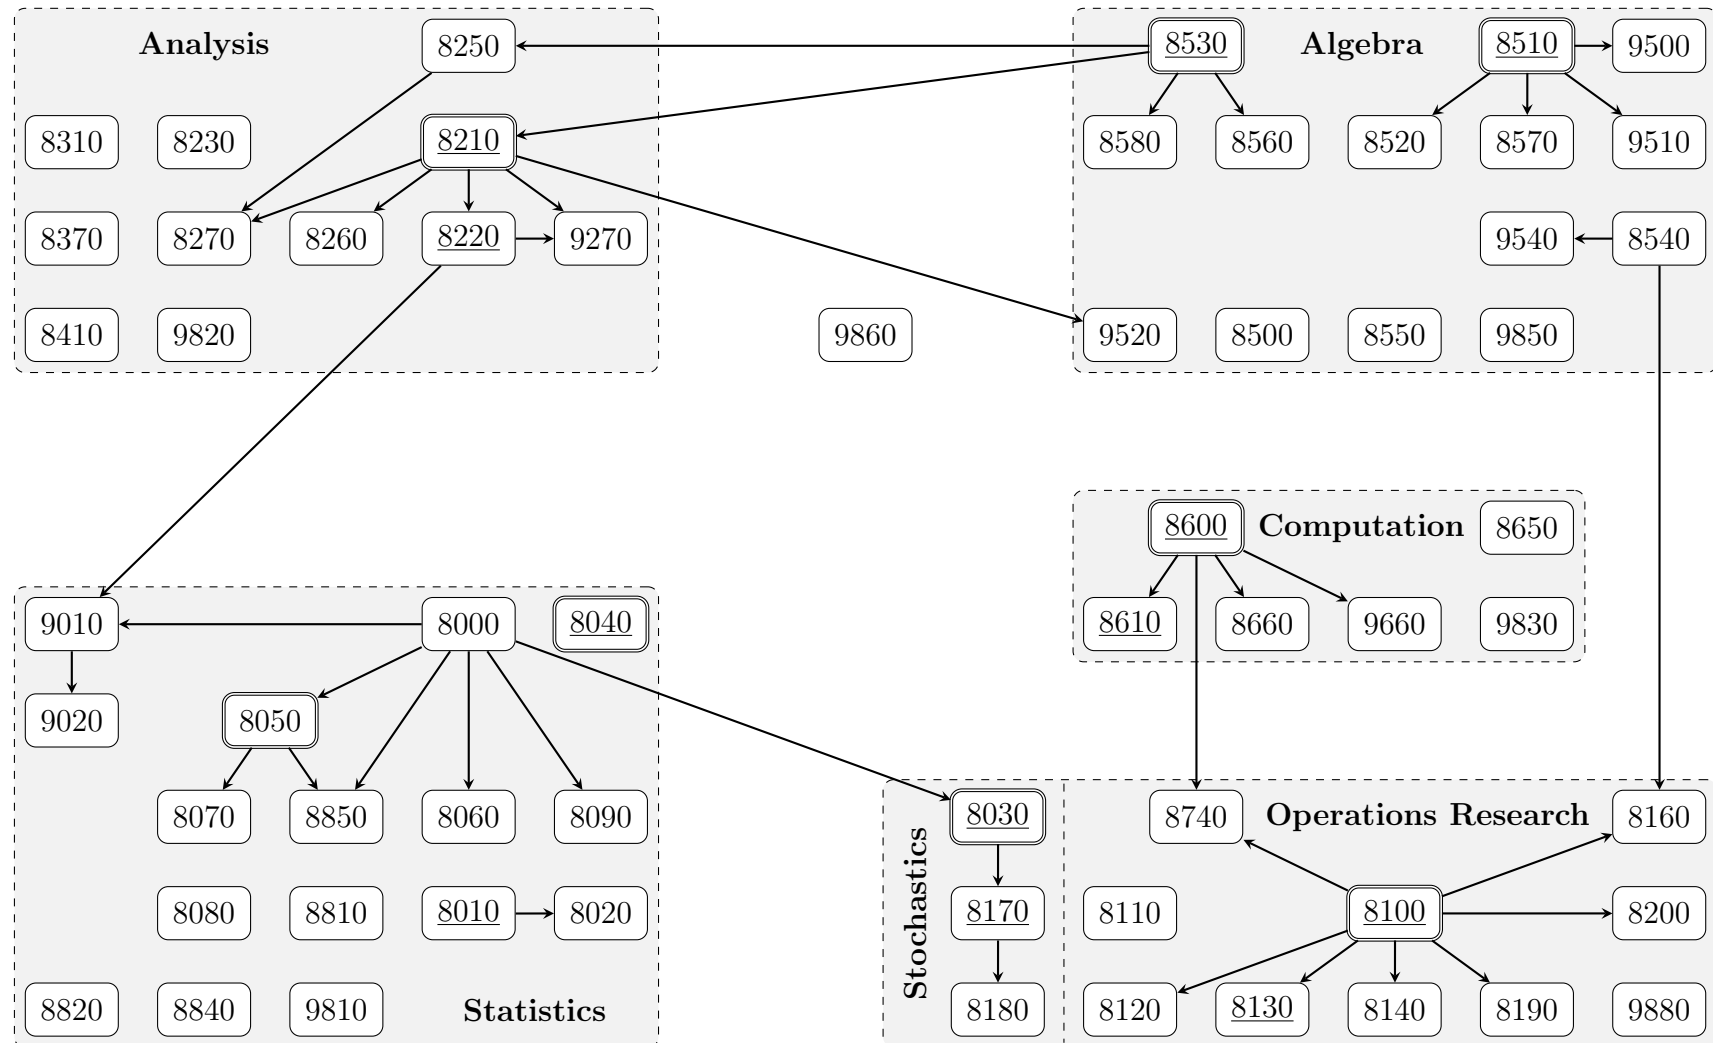 Analysis 8250 8530 Algebra 8510 9500
8310 8230 8210 8580 8560 8520 8570 9510
8370 8270 8260 8220 9270 9540 8540
8410 9820 9860 9520 8500 8550 9850
8600 Computation 8650
9010 8000 8040 8610 8660 9660 9830
9020 8050
8070 8850 8060 8090 8030 8740 Operations Research 8160
Stochastics
8080 8810 8010 8020 8170 8110 8100 8200
8820 8840 9810 Statistics 8180 8120 8130 8140 8190 9880